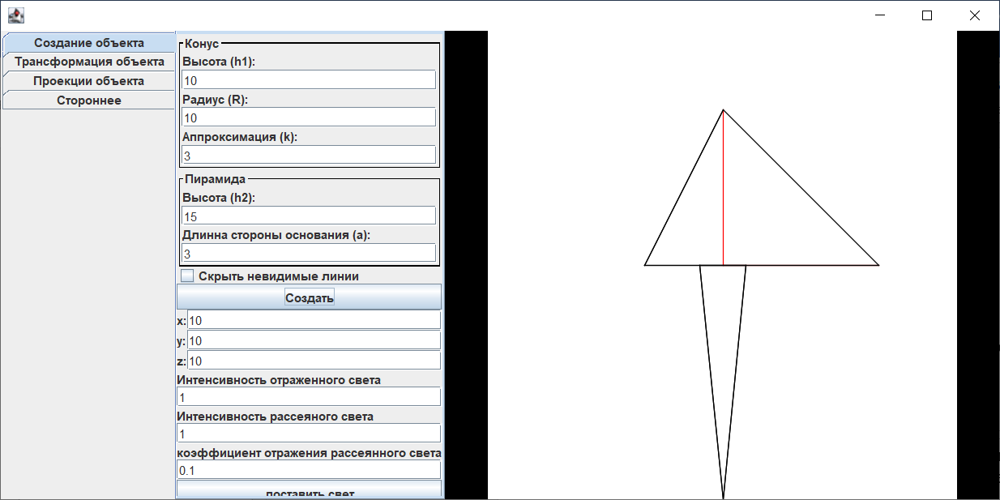 Создание объекта
Трансформация объекта
Проекции объекта
Стороннее
Конус
Высота (h1):
10
Радиус (R):
10
Аппроксимация (k):
3
Пирамида
Высота (h2):
15
Длинна стороны основания (a):
3
Скрыть невидимые линии
Создать
x: 10
y: 10
z: 10
Интенсивность отраженного света
1
Интенсивность рассеяного света
1
коэффициент отражения рассеянного света
0.1
поставить свет